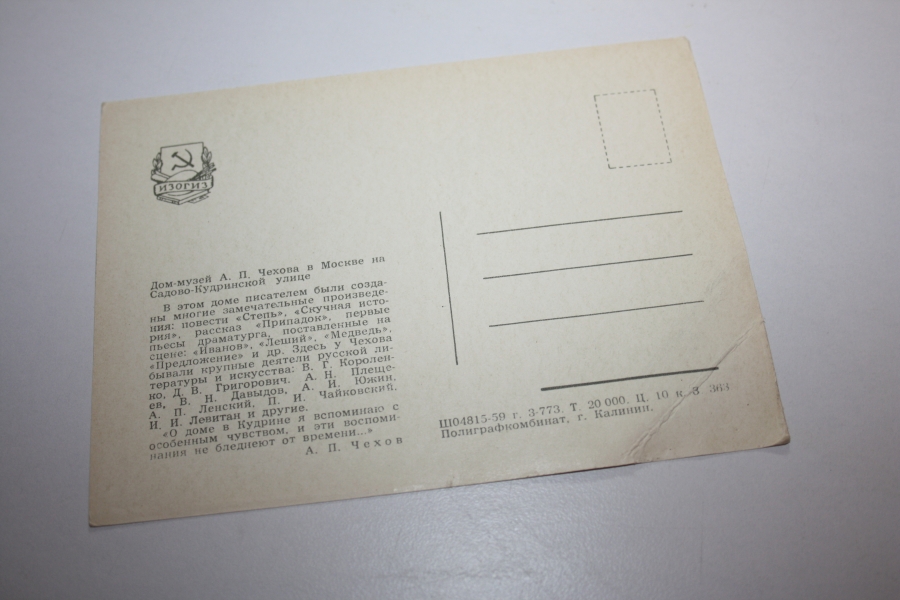 ИЗОГИЗ
Дом-музей А. П. Чехова в Москве на
Садово-Кудринской улице
В этом доме писателем были созда-
ны многие замечательные произведе-
ния: повести «Степь», «Скучная исто-
рия», рассказ «Припадок», первые
пьесы драматурга, поставленные на
сцене: «Иванов», «Леший», «Медведь»,
«Предложение» и др. Здесь у Чехова
бывали крупные деятели русской ли-
тературы и искусства: В. Г. Королен-
ко, Д. В. Григорович, А. Н. Плеще-
ев, В. Н. Давыдов, А. И. Южин,
А. П. Ленский, П. И. Чайковский,
И. И. Левитан и другие.
«О доме в Кудрине я вспоминаю с
особенным чувством, и эти воспоми-
нания не бледнеют от времени...»
А. П. Чехов
Ш04815-59 г. 3-773. Т. 20 000. Ц. 10 к. З. 363
Полиграфкомбинат, г. Калинин.